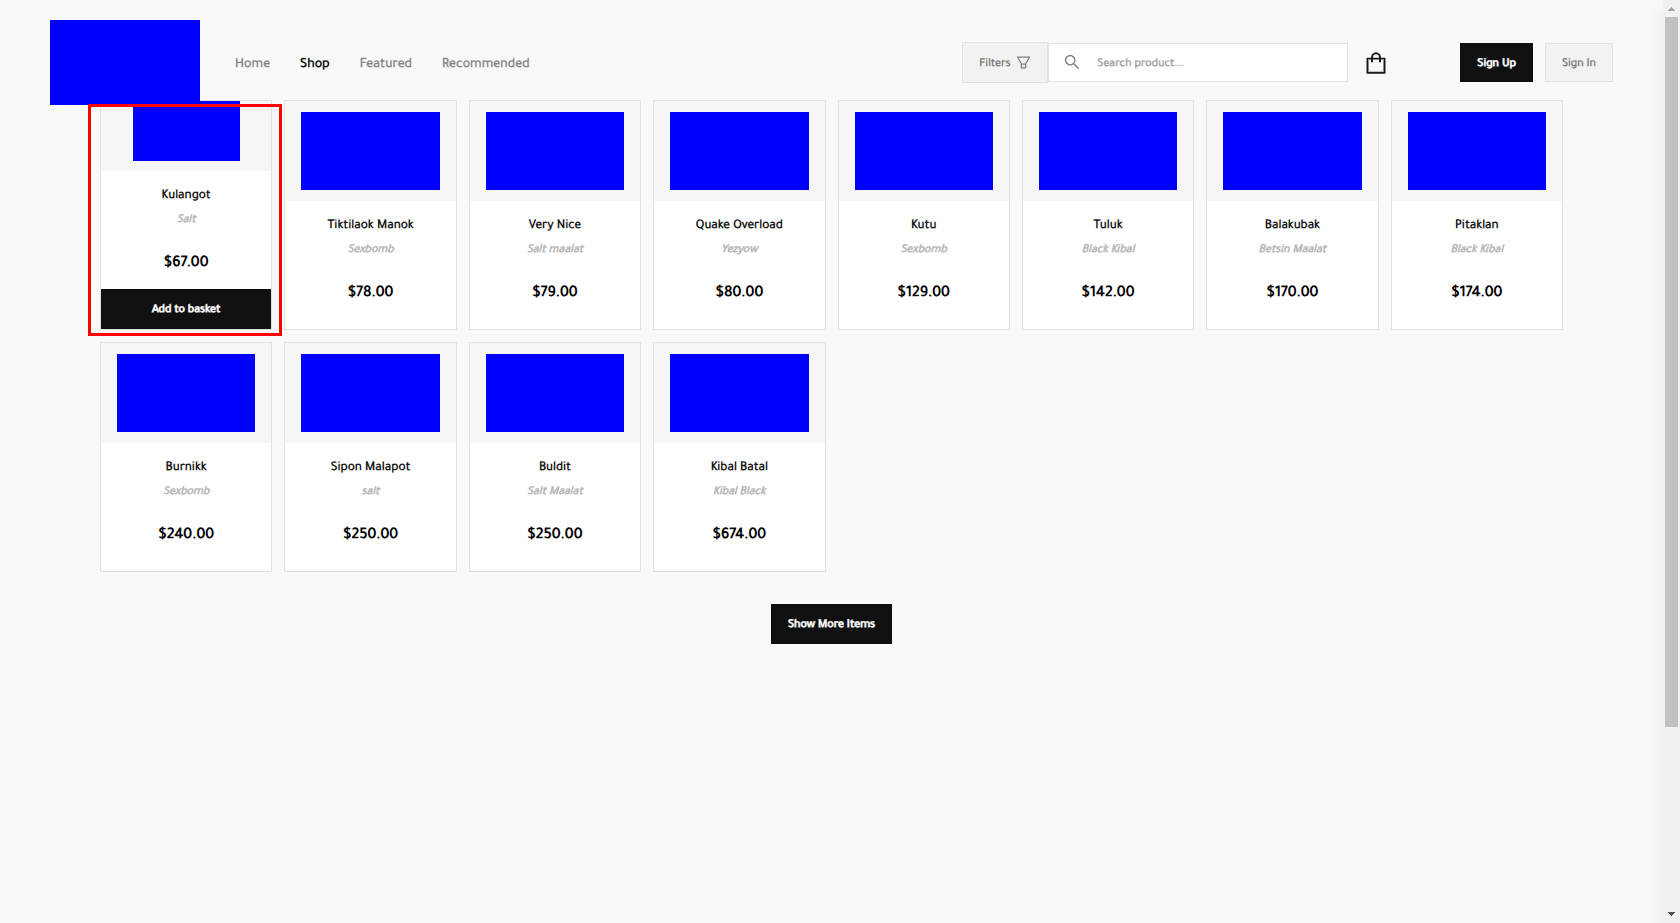 Home Shop Featured Recommended Filters Search product... Sign Up Sign In
Kulangot
Salt
$67.00
Add to basket
Tiktilaok Manok
Sexbomb
$78.00
Very Nice
Salt maalat
$79.00
Quake Overload
Yezyow
$80.00
Kutu
Sexbomb
$129.00
Tuluk
Black Kibal
$142.00
Balakubak
Betsin Maalat
$170.00
Pitaklan
Black Kibal
$174.00
Burnikk
Sexbomb
$240.00
Sipon Malapot
salt
$250.00
Buldit
Salt Maalat
$250.00
Kibal Batal
Kibal Black
$674.00
Show More Items